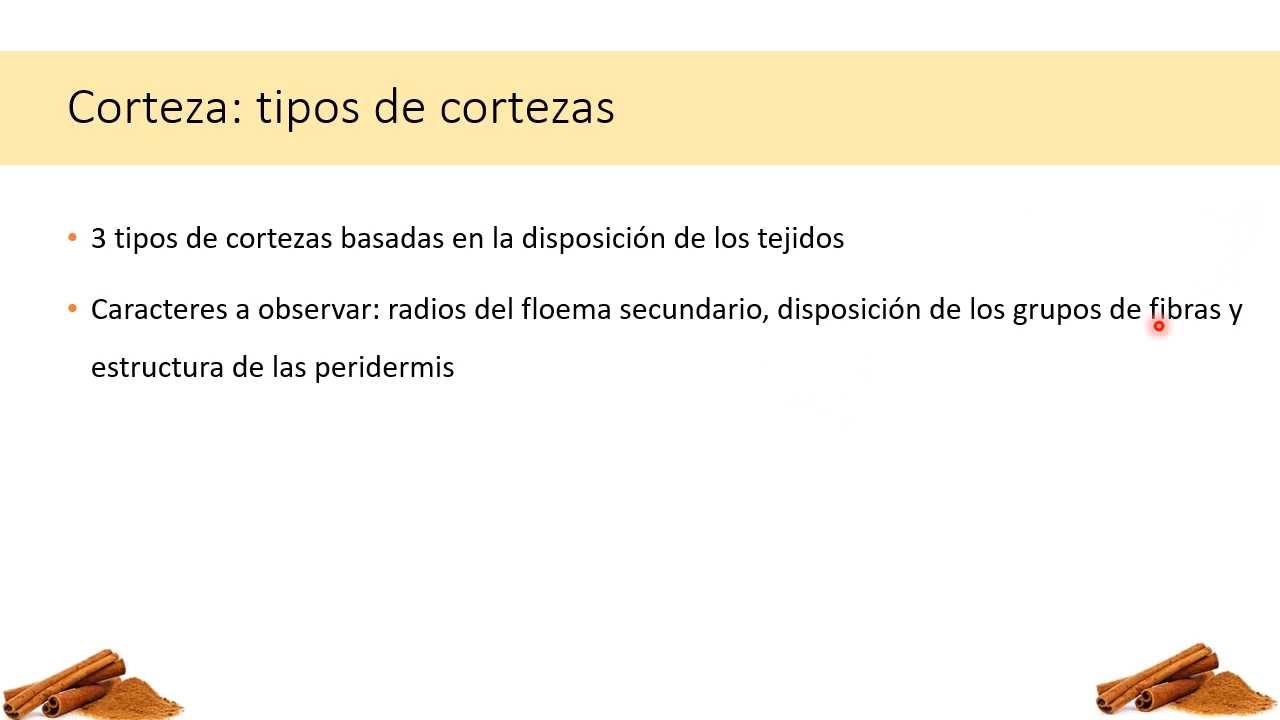 Corteza: tipos de cortezas
• 3 tipos de cortezas basadas en la disposición de los tejidos
• Caracteres a observar: radios del floema secundario, disposición de los grupos de fibras y
estructura de las peridermis